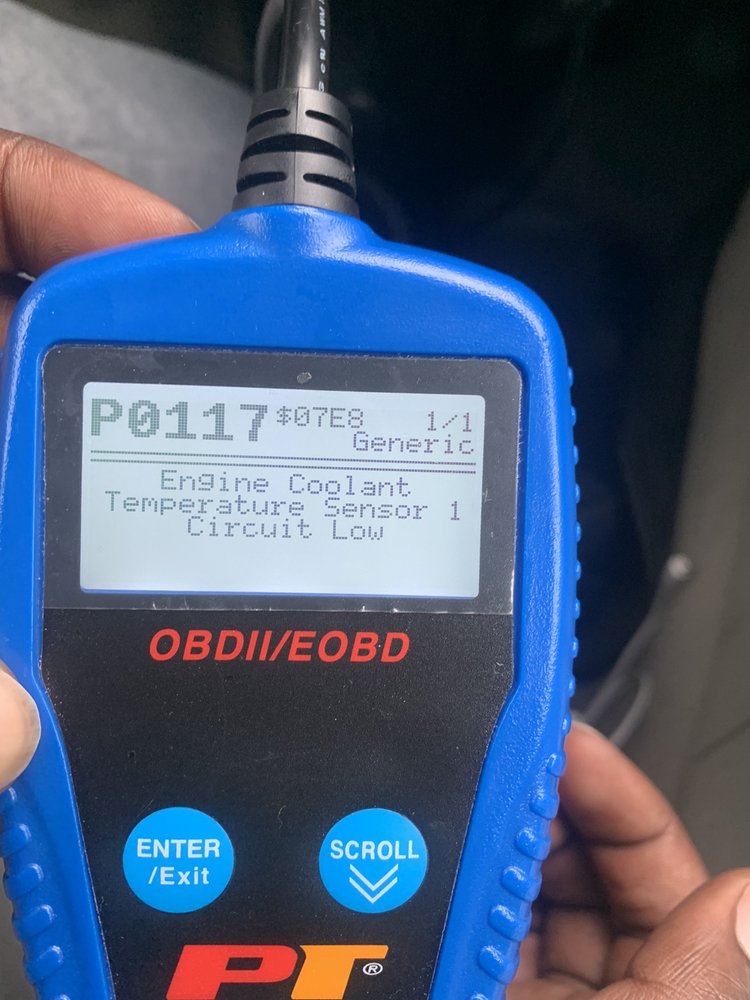 P0117 $07E8 1/1
Generic
Engine Coolant
Temperature Sensor 1
Circuit Low
OBDII/EOBD
ENTER
/Exit
SCROLL
PT®